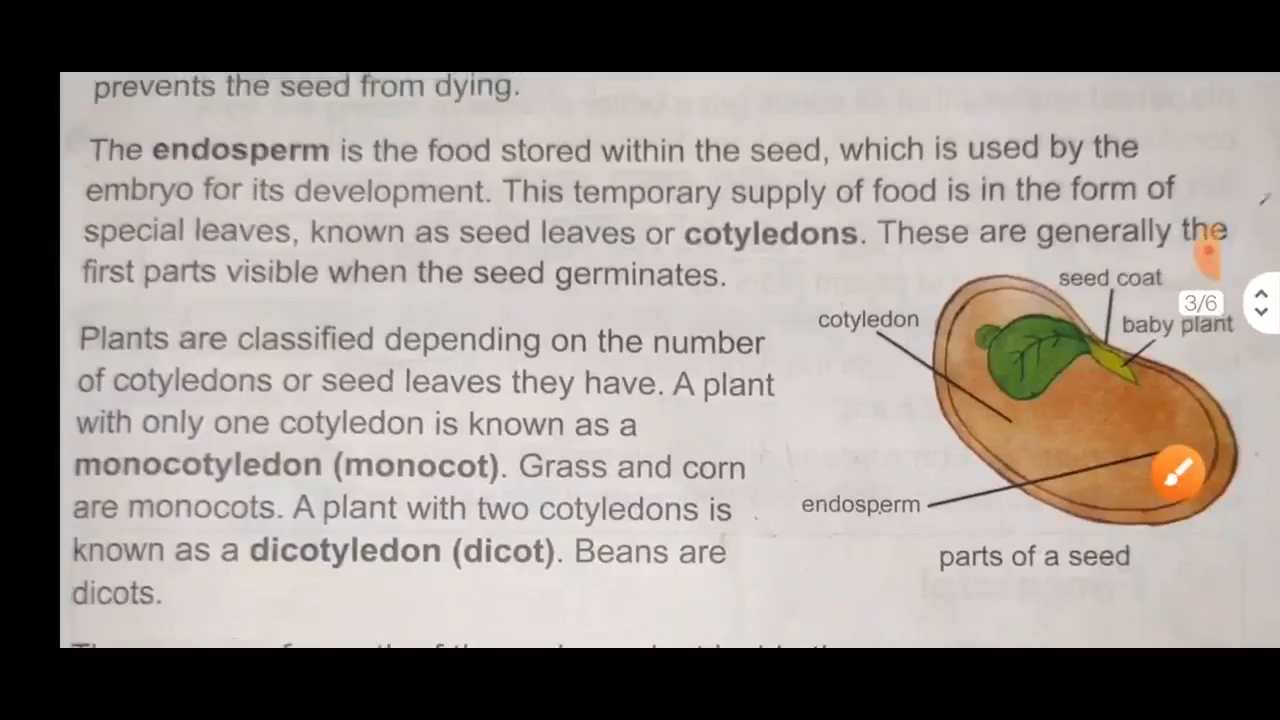 prevents the seed from dying.
The endosperm is the food stored within the seed, which is used by the
embryo for its development. This temporary supply of food is in the form of
special leaves, known as seed leaves or cotyledons. These are generally the
first parts visible when the seed germinates.
seed coat
3/6
cotyledon
baby plant
Plants are classified depending on the number
of cotyledons or seed leaves they have. A plant
with only one cotyledon is known as a
monocotyledon (monocot). Grass and corn
are monocots. A plant with two cotyledons is
known as a dicotyledon (dicot). Beans are
dicots.
endosperm
parts of a seed